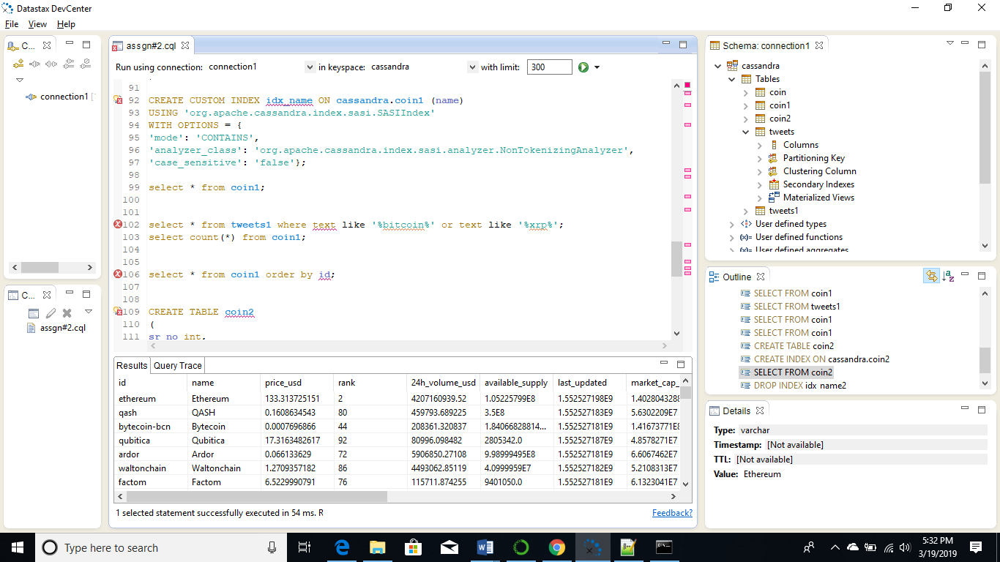 Datastax DevCenter
File View Help
C...
connection1
C...
assgn#2.cql
assgn#2.cql
Run using connection: connection1 in keyspace: cassandra with limit: 300
91
92 CREATE CUSTOM INDEX idx_name ON cassandra.coin1 (name)
93 USING 'org.apache.cassandra.index.sasi.SASIIndex'
94 WITH OPTIONS = {
95 'mode': 'CONTAINS',
96 'analyzer_class': 'org.apache.cassandra.index.sasi.analyzer.NonTokenizingAnalyzer',
97 'case_sensitive': 'false'};
98
99 select * from coin1;
100
101
102 select * from tweets1 where text like '%bitcoin%' or text like '%xrp%';
103 select count(*) from coin1;
104
105
106 select * from coin1 order by id;
107
108
109 CREATE TABLE coin2
110 (
111 sr_no int,
Results Query Trace
id name price_usd rank 24h_volume_usd available_supply last_updated market_cap_
ethereum Ethereum 133.313725151 2 4207160939.52 1.05225799E8 1.552527198E9 1.4028043288
qash QASH 0.1608634543 80 459793.689225 3.5E8 1.552527183E9 5.6302209E7
bytecoin-bcn Bytecoin 0.0007696866 44 208361.320837 1.84066828814... 1.552527181E9 1.41673771E8
qubitica Qubitica 17.3163482617 92 80996.098482 2805342.0 1.552527187E9 4.8578271E7
ardor Ardor 0.066133629 72 5906850.27108 9.98999495E8 1.552527181E9 6.6067462E7
waltonchain Waltonchain 1.2709357182 86 4493062.85119 4.0999959E7 1.552527182E9 5.2108313E7
factom Factom 6.5229990791 76 115711.874255 9401050.0 1.552527181E9 6.1323041E7
1 selected statement successfully executed in 54 ms. R
Feedback?
Schema: connection1
cassandra
Tables
coin
coin1
coin2
tweets
Columns
Partitioning Key
Clustering Column
Secondary Indexes
Materialized Views
tweets1
User defined types
User defined functions
User defined aggregates
Outline
SELECT FROM coin1
SELECT FROM tweets1
SELECT FROM coin1
SELECT FROM coin1
CREATE TABLE coin2
CREATE INDEX ON cassandra.coin2
SELECT FROM coin2
DROP INDEX idx_name2
Details
Type: varchar
Timestamp: [Not available]
TTL: [Not available]
Value: Ethereum
Type here to search
5:32 PM
3/19/2019